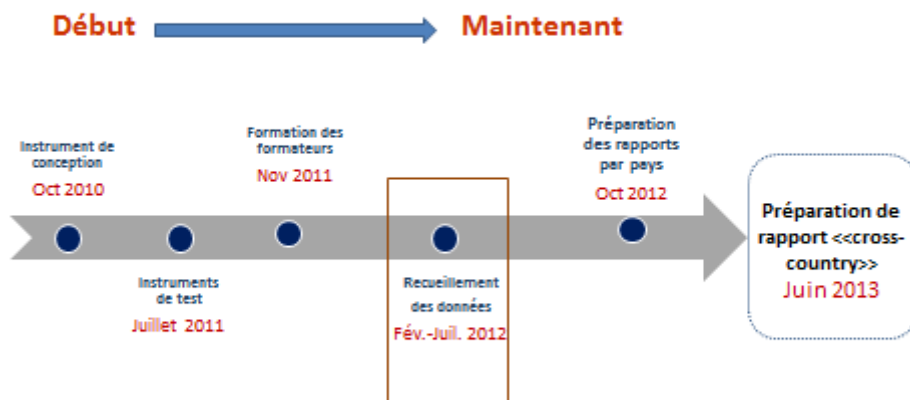 Début
Maintenant
Instrument de
conception
Oct 2010
Formation des
formateurs
Nov 2011
Préparation
des rapports
par pays
Oct 2012
Instruments
de test
Juillet 2011
Recueillement
des données
Fév.-Juil. 2012
Préparation de
rapport <<cross-
country>>
Juin 2013